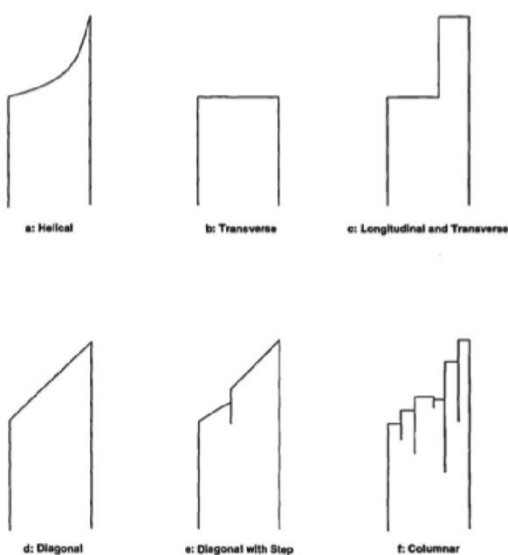 a: Helical
b: Transverse
c: Longitudinal and Transverse
d: Diagonal
e: Diagonal with Step
f: Columnar